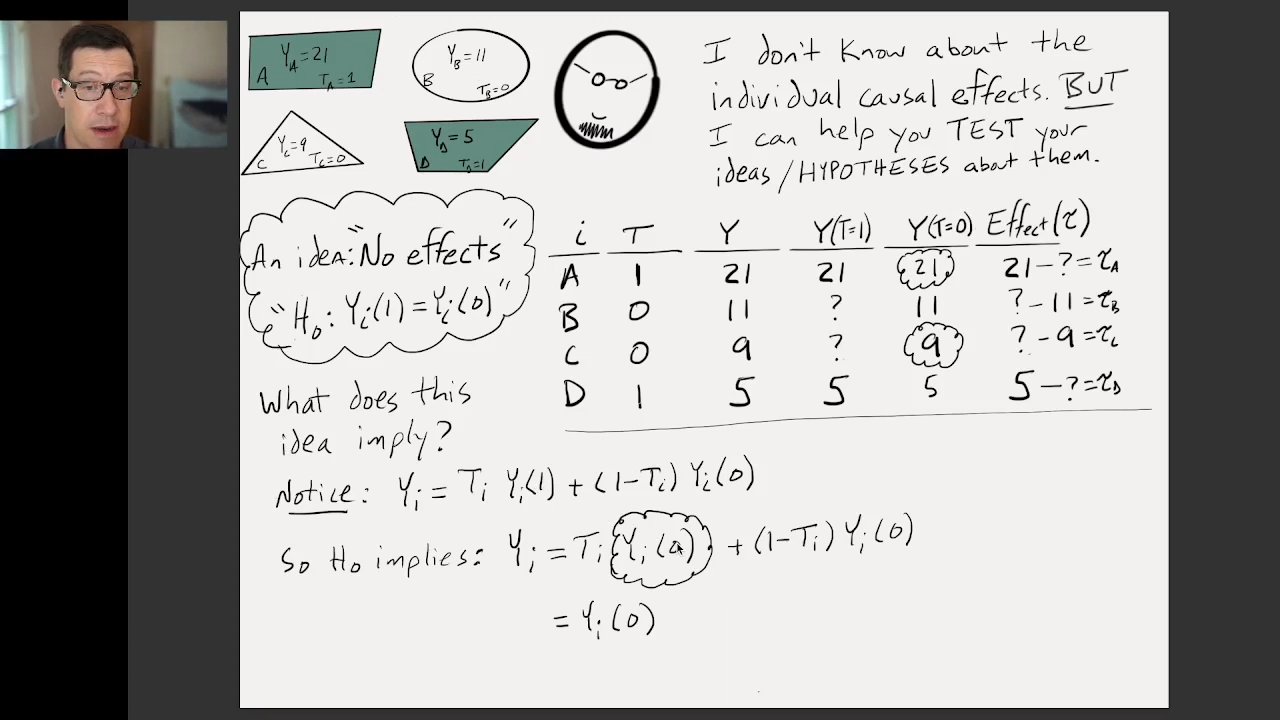 Y_A=21
A T_A=1
Y_B=11
B T_B=0
Y_C=9
C T_C=0
Y_D=5
D T_D=1
I don't know about the
individual causal effects. BUT
I can help you TEST your
ideas/HYPOTHESES about them.
An idea: "No effects"
"H_0: Y_i(1) = Y_i(0)"
i T Y Y(T=1) Y(T=0) Effect (τ)
A 1 21 21 21 21-?=τ_A
B 0 11 ? 11 ?-11=τ_B
C 0 9 ? 9 ?-9=τ_C
D 1 5 5 5 5-?=τ_D
What does this
idea imply?
Notice: Y_i = T_i Y_i(1) + (1-T_i) Y_i(0)
So H_0 implies: Y_i = T_i Y_i(0) + (1-T_i) Y_i(0)
= Y_i(0)